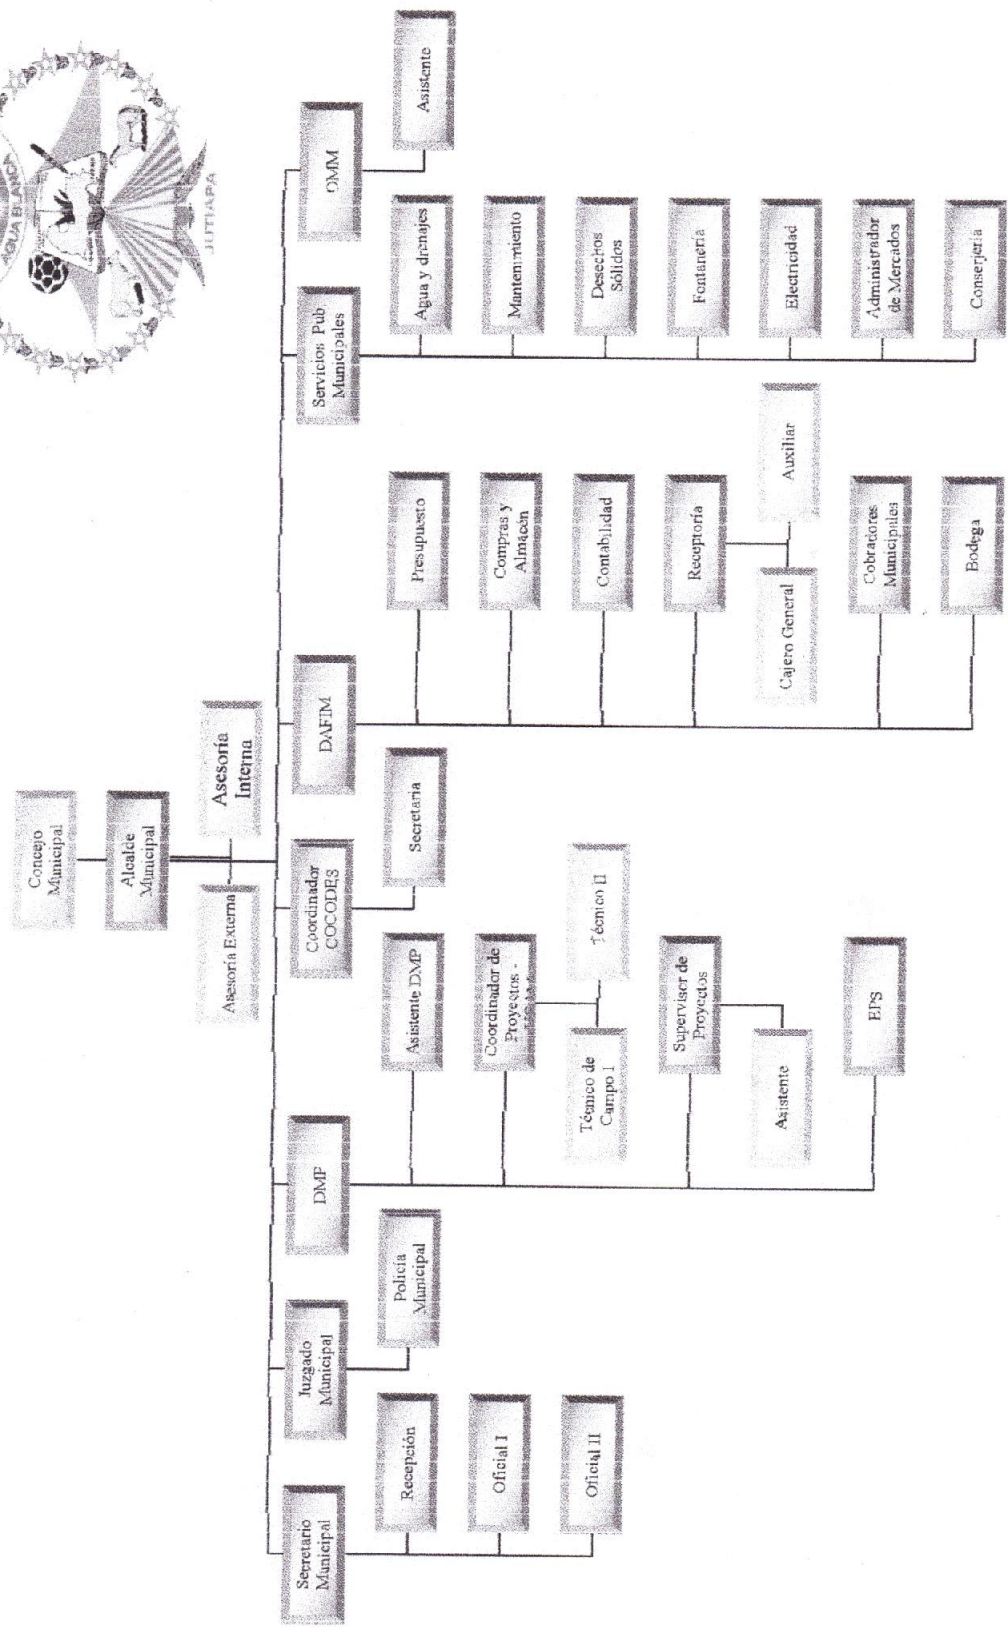 AGUA BLANCA
JUTIAPA
Concejo
Municipal
Alcalde
Municipal
Asesoría Externa
Asesoría
Interna
Secretario
Municipal
Recepción
Oficial I
Oficial II
Juzgado
Municipal
Policía
Municipal
DMP
Asistente DMP
Coordinador de
Proyectos -
Técnico de
Campo I
Técnico II
Supervisor de
Proyectos
Asistente
EPS
Coordinador
COCODES
Secretaria
DAFIM
Presupuesto
Compras y
Almacén
Contabilidad
Receptoría
Cajero General
Auxiliar
Cobradores
Municipales
Bodega
Servicios Pub
Municipales
Agua y drenajes
Mantenimiento
Desechos
Sólidos
Fontanería
Electricidad
Administrador
de Mercados
Conserjería
OMM
Asistente